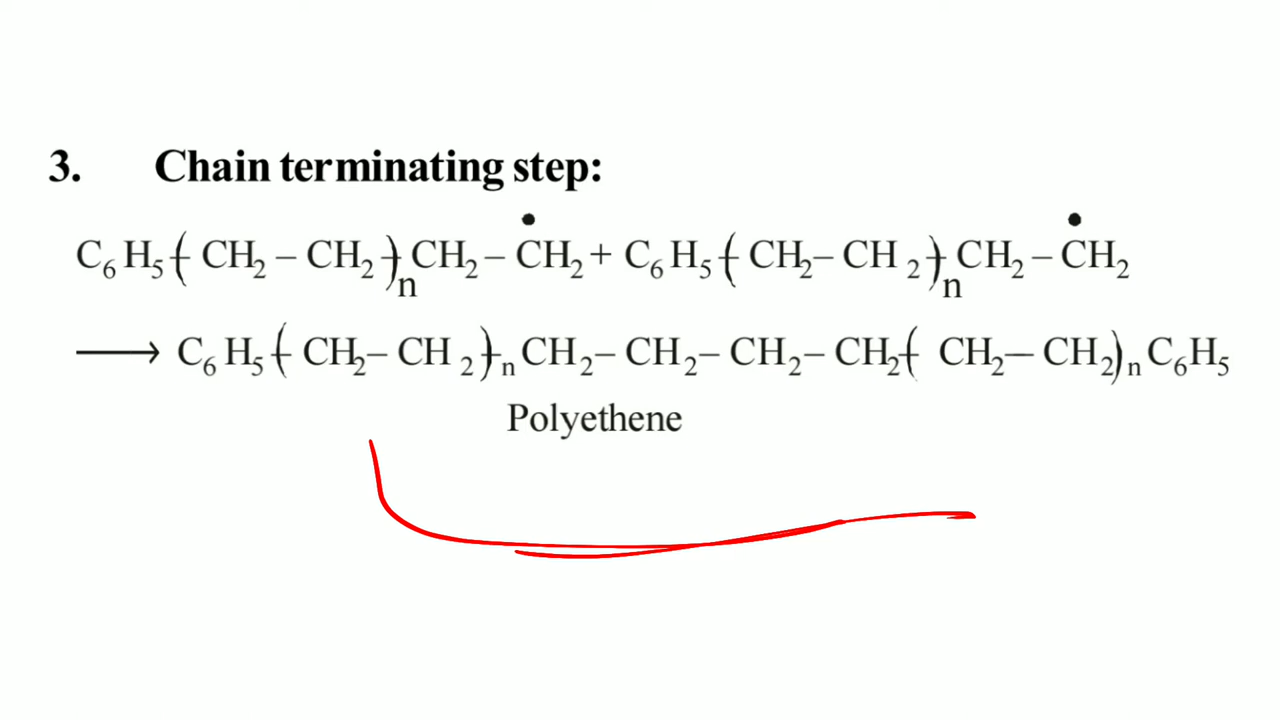 3. Chain terminating step:
C₆H₅(CH₂ – CH₂)ₙCH₂ – ĊH₂ + C₆H₅(CH₂– CH₂)ₙCH₂ – ĊH₂
⟶ C₆H₅(CH₂– CH₂)ₙCH₂– CH₂– CH₂– CH₂(CH₂— CH₂)ₙC₆H₅
Polyethene